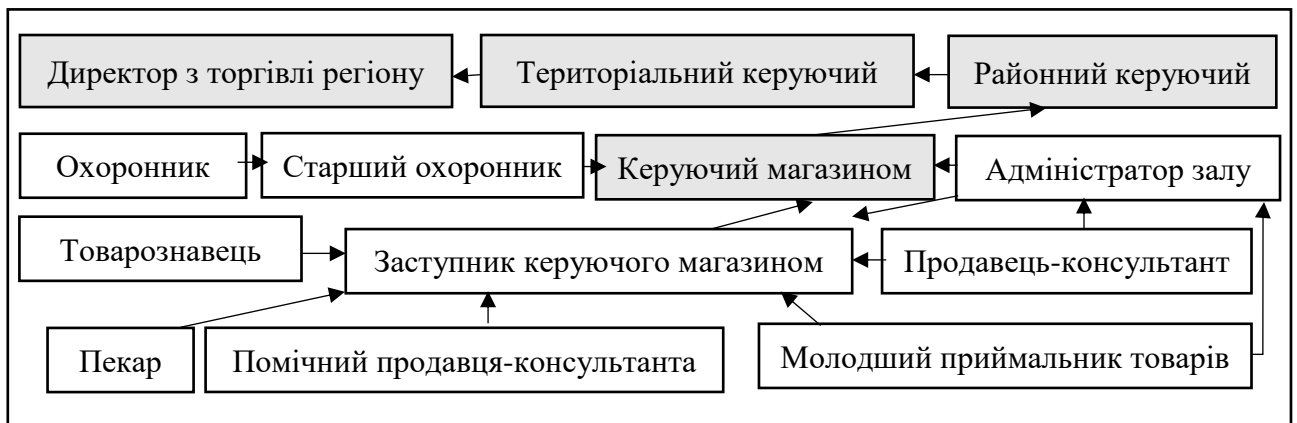 Директор з торгівлі регіону
Територіальний керуючий
Районний керуючий
Охоронник
Старший охоронник
Керуючий магазином
Адміністратор залу
Товарознавець
Заступник керуючого магазином
Продавець-консультант
Пекар
Помічний продавця-консультанта
Молодший приймальник товарів